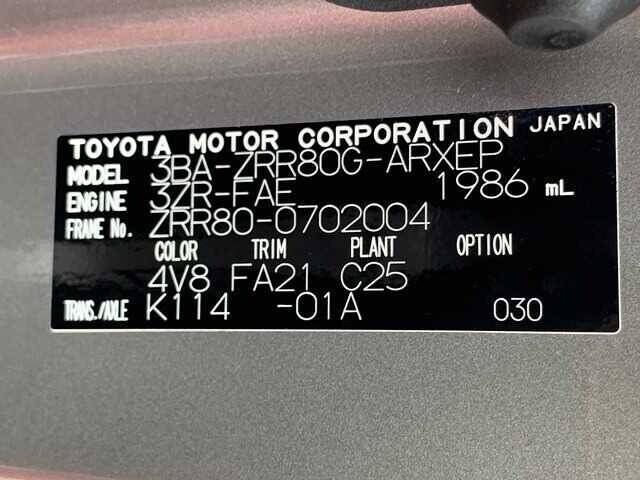 TOYOTA MOTOR CORPORATION JAPAN
MODEL 3BA-ZRR80G-ARXEP
ENGINE 3ZR-FAE 1986 mL
FRAME No. ZRR80-0702004
COLOR TRIM PLANT OPTION
4V8 FA21 C25
TRANS./AXLE K114 -01A 030